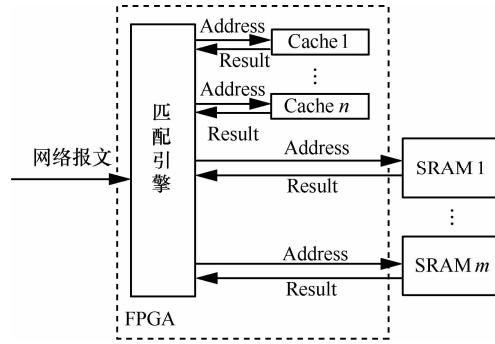 Address
Result
Cache 1
⋮
Address
Result
Cache n
匹配引擎
网络报文
Address
Result
SRAM 1
⋮
Address
Result
SRAM m
FPGA